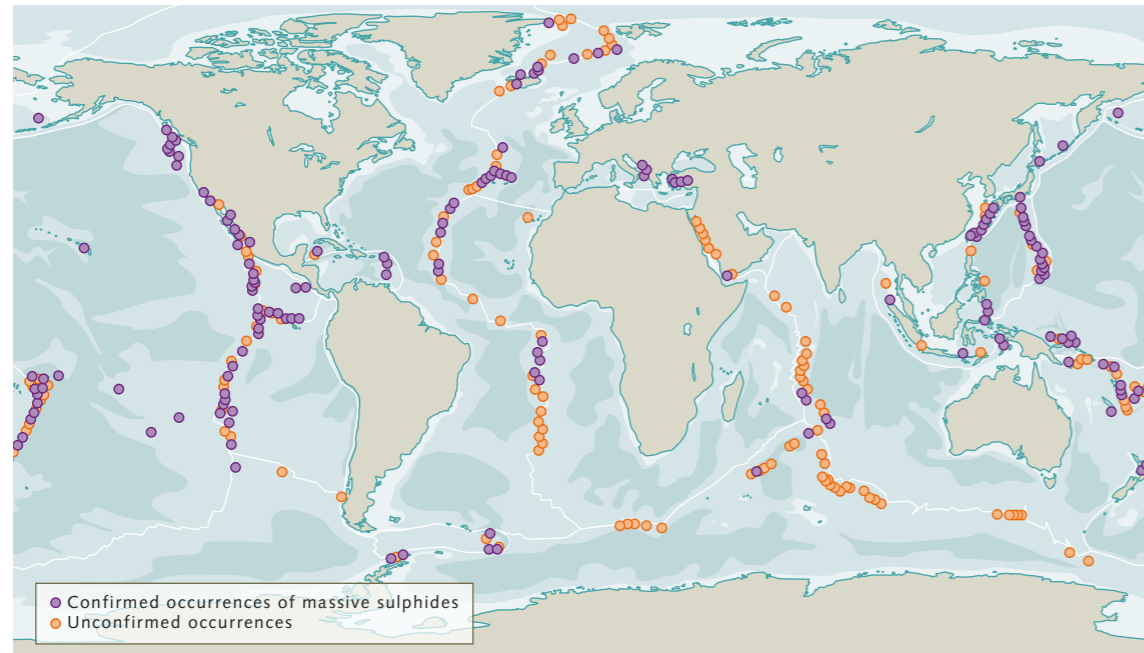 Confirmed occurrences of massive sulphides
Unconfirmed occurrences